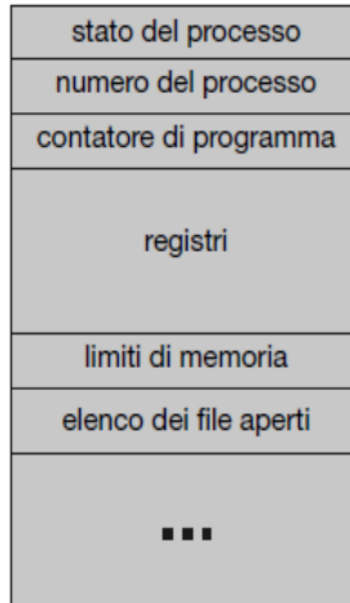 stato del processo
numero del processo
contatore di programma
registri
limiti di memoria
elenco dei file aperti
...